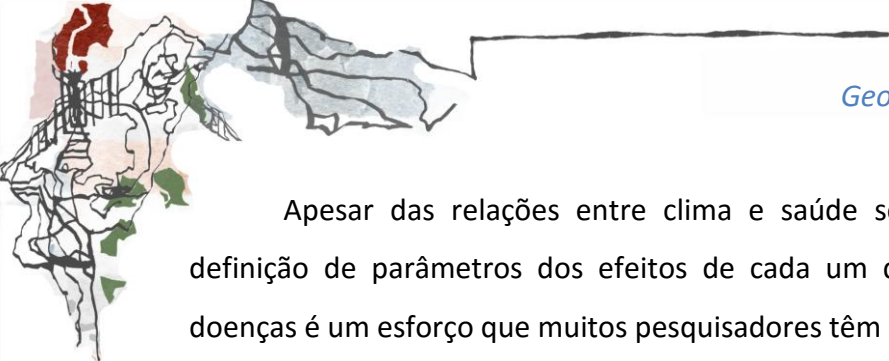 Geo
Apesar das relações entre clima e saúde s
definição de parâmetros dos efeitos de cada um
doenças é um esforço que muitos pesquisadores têm